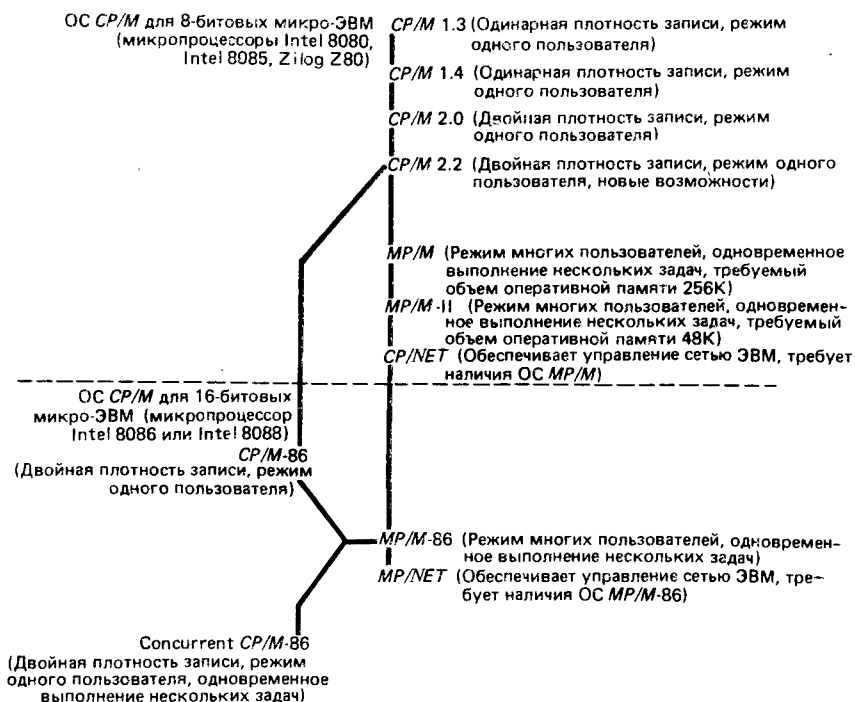 ОС CP/M для 8-битовых микро-ЭВМ
(микропроцессоры Intel 8080,
Intel 8085, Zilog Z80)
CP/M 1.3 (Одинарная плотность записи, режим
одного пользователя)
CP/M 1.4 (Одинарная плотность записи, режим
одного пользователя)
CP/M 2.0 (Двойная плотность записи, режим
одного пользователя)
CP/M 2.2 (Двойная плотность записи, режим одного
пользователя, новые возможности)
MP/M (Режим многих пользователей, одновременное
выполнение нескольких задач, требуемый
объем оперативной памяти 256К)
MP/M-II (Режим многих пользователей, одновремен-
ное выполнение нескольких задач, требуемый
объем оперативной памяти 48К)
CP/NET (Обеспечивает управление сетью ЭВМ, требует
наличия ОС MP/M)
ОС CP/M для 16-битовых
микро-ЭВМ (микропроцессор
Intel 8086 или Intel 8088)
CP/M-86
(Двойная плотность записи, режим
одного пользователя)
MP/M-86 (Режим многих пользователей, одновремен-
ное выполнение нескольких задач)
MP/NET (Обеспечивает управление сетью ЭВМ, тре-
бует наличия ОС MP/M-86)
Concurrent CP/M-86
(Двойная плотность записи, режим
одного пользователя, одновременное
выполнение нескольких задач)